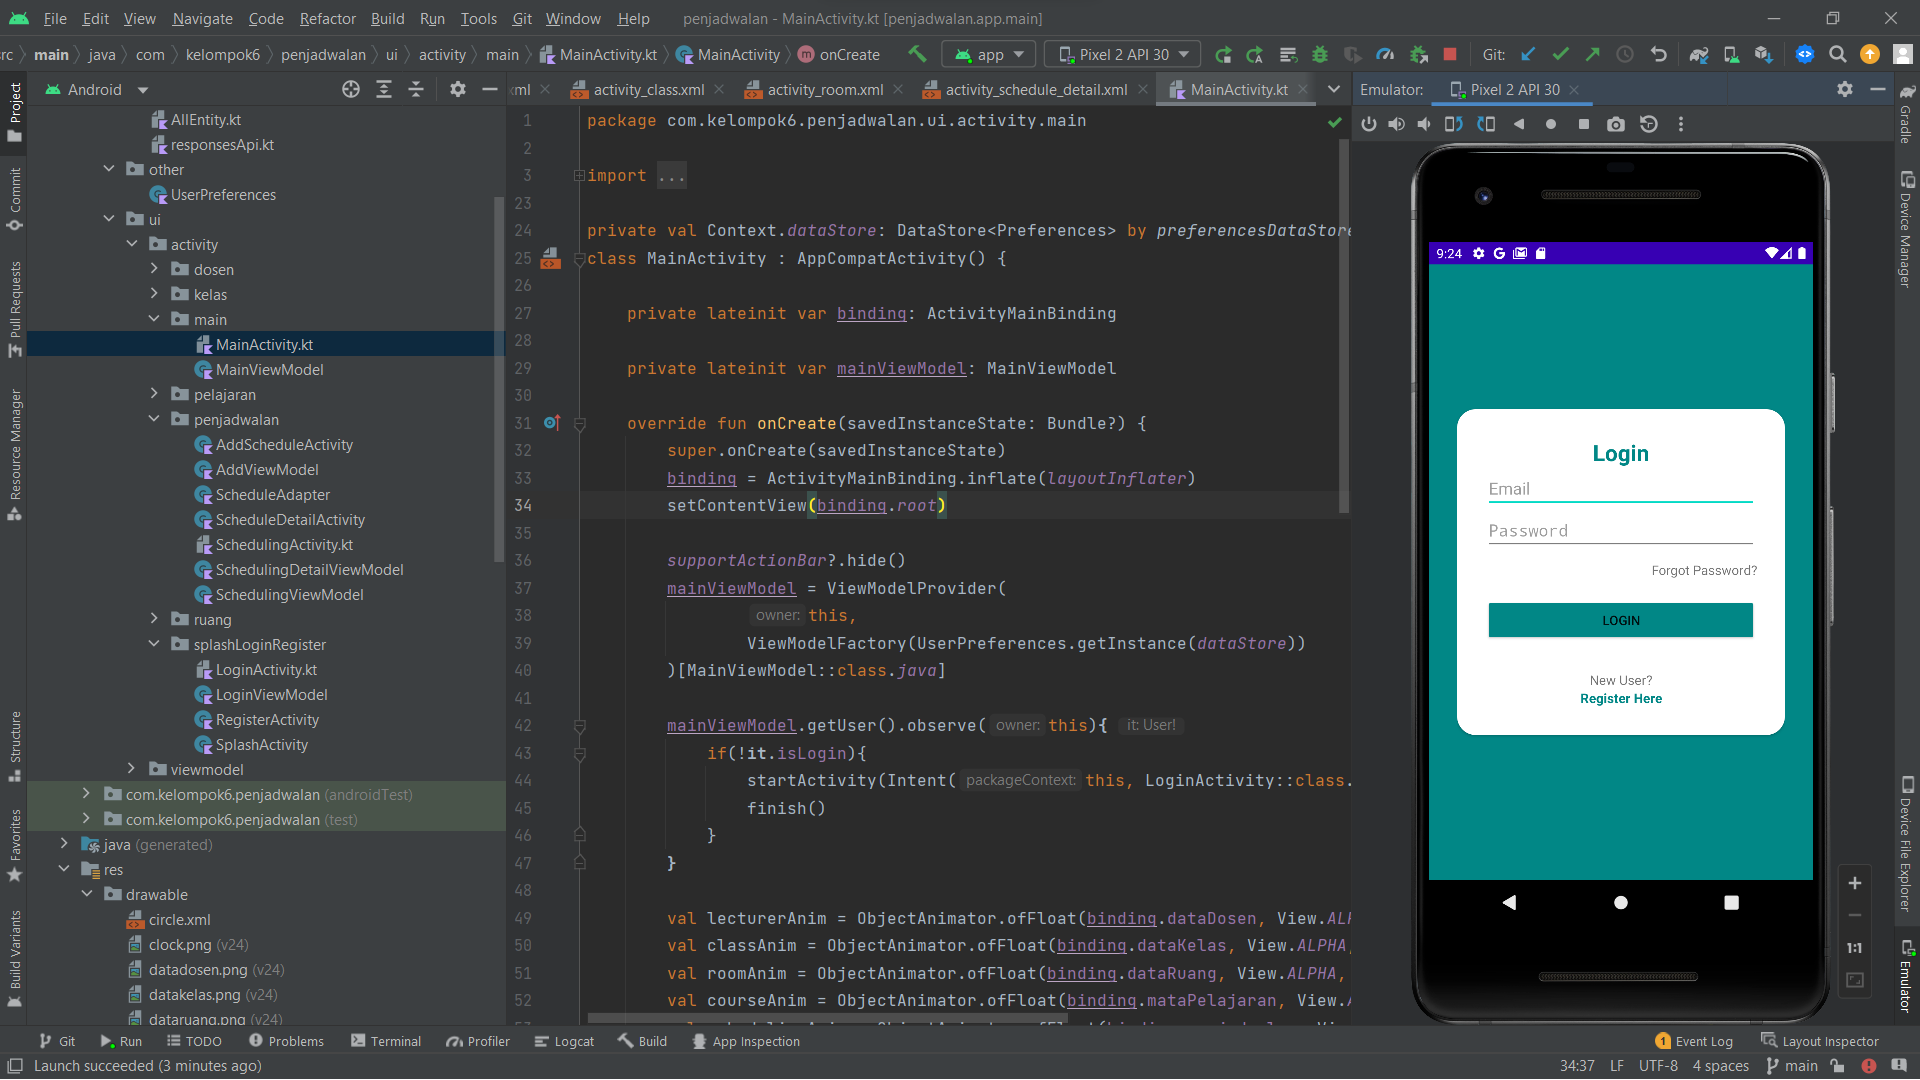 File Edit View Navigate Code Refactor Build Run Tools Git Window Help penjadwalan - MainActivity.kt [penjadwalan.app.main]
rc main java com kelompok6 penjadwalan ui activity main MainActivity.kt MainActivity onCreate app Pixel 2 API 30 Git:
Android
xml activity_class.xml activity_room.xml activity_schedule_detail.xml MainActivity.kt
Emulator: Pixel 2 API 30
Project
Commit
Pull Requests
Resource Manager
Structure
Favorites
Build Variants
AllEntity.kt
responsesApi.kt
other
UserPreferences
ui
activity
dosen
kelas
main
MainActivity.kt
MainViewModel
pelajaran
penjadwalan
AddScheduleActivity
AddViewModel
ScheduleAdapter
ScheduleDetailActivity
SchedulingActivity.kt
SchedulingDetailViewModel
SchedulingViewModel
ruang
splashLoginRegister
LoginActivity.kt
LoginViewModel
RegisterActivity
SplashActivity
viewmodel
com.kelompok6.penjadwalan (androidTest)
com.kelompok6.penjadwalan (test)
java (generated)
res
drawable
circle.xml
clock.png (v24)
datadosen.png (v24)
datakelas.png (v24)
dataruang.png (v24)
1 package com.kelompok6.penjadwalan.ui.activity.main
2
3 import ...
23
24 private val Context.dataStore: DataStore<Preferences> by preferencesDataStore
25 class MainActivity : AppCompatActivity() {
26
27 private lateinit var binding: ActivityMainBinding
28
29 private lateinit var mainViewModel: MainViewModel
30
31 override fun onCreate(savedInstanceState: Bundle?) {
32 super.onCreate(savedInstanceState)
33 binding = ActivityMainBinding.inflate(layoutInflater)
34 setContentView(binding.root)
35
36 supportActionBar?.hide()
37 mainViewModel = ViewModelProvider(
38 owner: this,
39 ViewModelFactory(UserPreferences.getInstance(dataStore))
40 )[MainViewModel::class.java]
41
42 mainViewModel.getUser().observe( owner: this){ it: User!
43 if(!it.isLogin){
44 startActivity(Intent( packageContext: this, LoginActivity::class.
45 finish()
46 }
47 }
48
49 val lecturerAnim = ObjectAnimator.ofFloat(binding.dataDosen, View.ALP
50 val classAnim = ObjectAnimator.ofFloat(binding.dataKelas, View.ALPHA,
51 val roomAnim = ObjectAnimator.ofFloat(binding.dataRuang, View.ALPHA,
52 val courseAnim = ObjectAnimator.ofFloat(binding.mataPelajaran, View.A
9:24
Login
Email
Password
Forgot Password?
LOGIN
New User?
Register Here
1:1
Gradle
Device Manager
Device File Explorer
Emulator
Git Run TODO Problems Terminal Profiler Logcat Build App Inspection 1 Event Log Layout Inspector
Launch succeeded (3 minutes ago) 34:37 LF UTF-8 4 spaces main